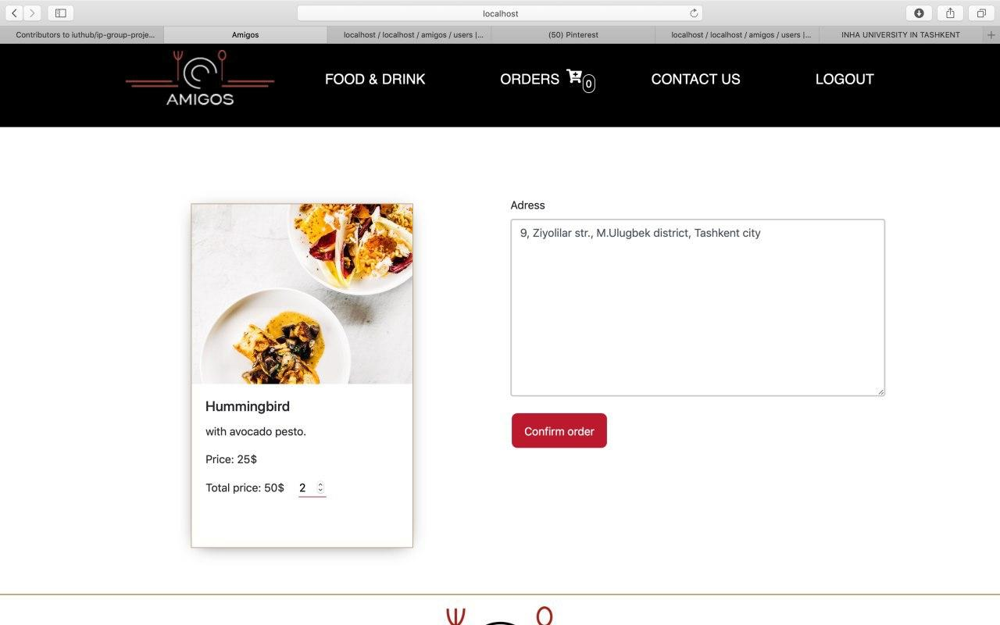 localhost
Contributors to iuthub/ip-group-proje...
Amigos
localhost / localhost / amigos / users |...
(50) Pinterest
localhost / localhost / amigos / users |...
INHA UNIVERSITY IN TASHKENT
AMIGOS
FOOD & DRINK
ORDERS
0
CONTACT US
LOGOUT
Adress
9, Ziyolilar str., M.Ulugbek district, Tashkent city
Confirm order
Hummingbird
with avocado pesto.
Price: 25$
Total price: 50$ 2